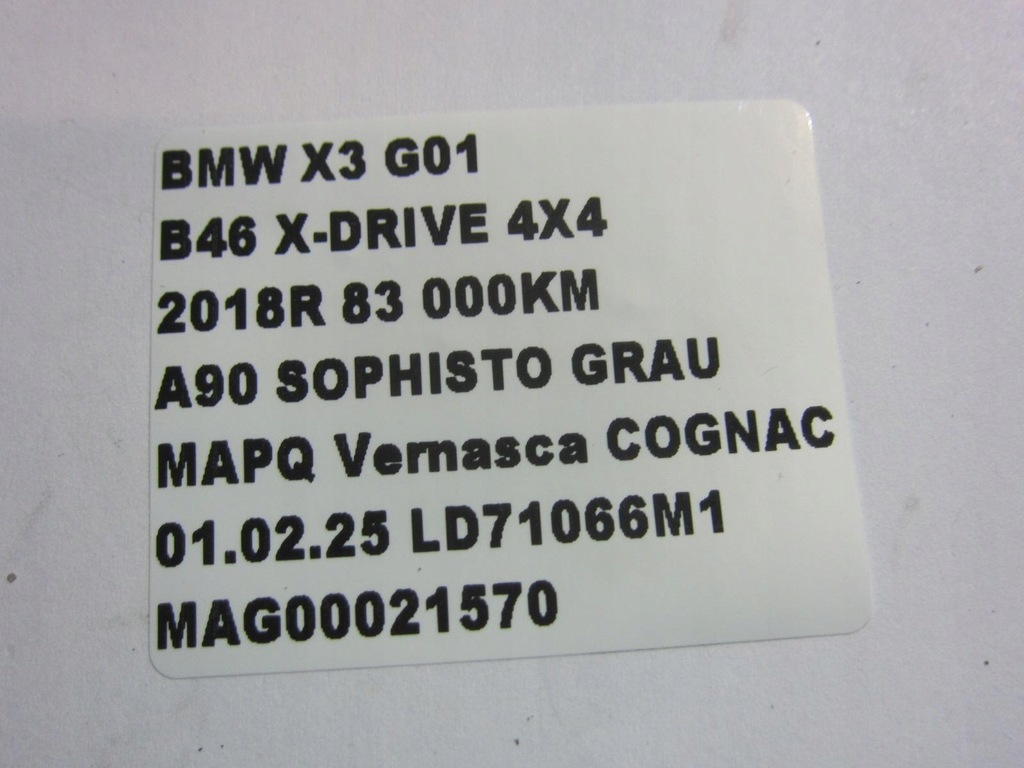 BMW X3 G01
B46 X-DRIVE 4X4
2018R 83 000KM
A90 SOPHISTO GRAU
MAPQ Vernasca COGNAC
01.02.25 LD71066M1
MAG00021570